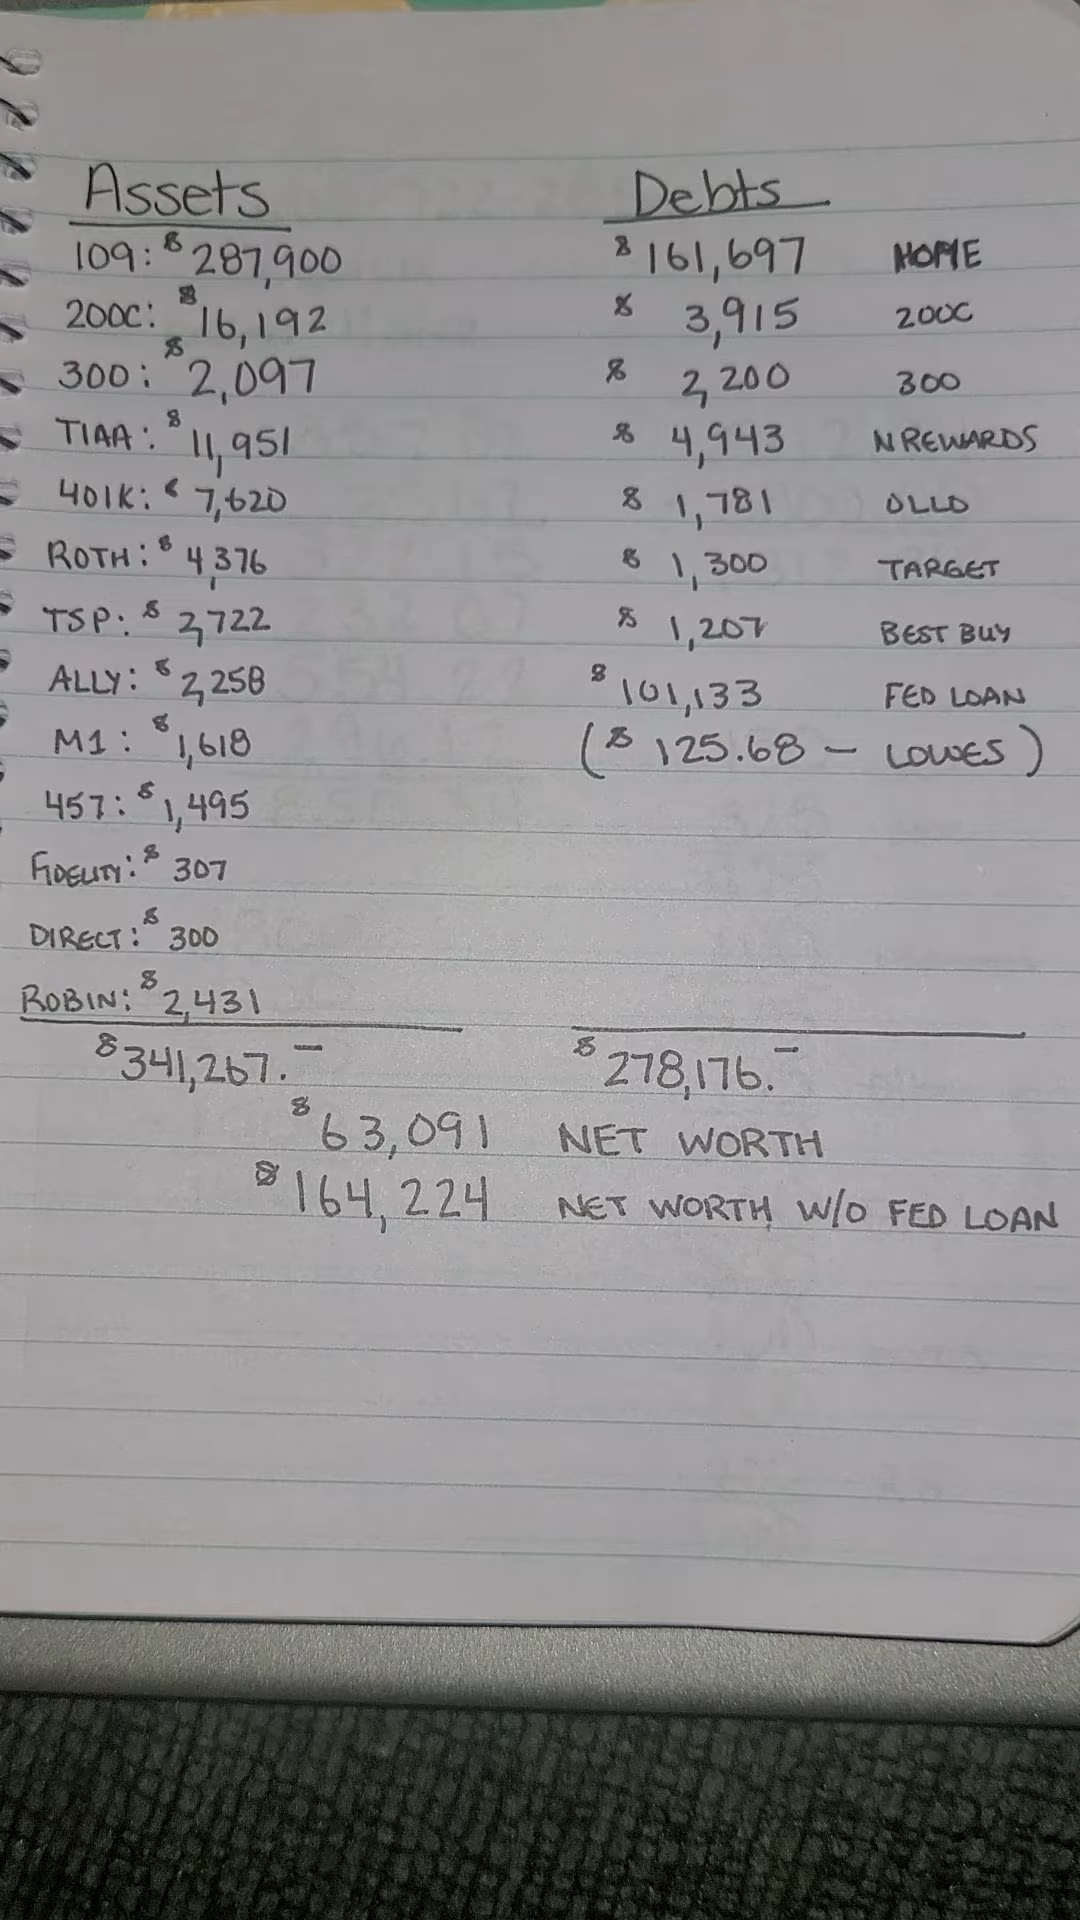 Assets Debts
109: $ 287,900 $ 161,697 HOME
200C: $ 16,192 $ 3,915 200C
300: $ 2,097 $ 2,200 300
TIAA: $ 11,951 $ 4,943 NREWARDS
401K: $ 7,620 $ 1,781 OLLO
ROTH: $ 4,376 $ 1,300 TARGET
TSP: $ 2,722 $ 1,207 BEST BUY
ALLY: $ 2,258 $ 101,133 FED LOAN
M1: $ 1,618 ($ 125.68 – LOWES)
457: $ 1,495
FIDELITY: $ 307
DIRECT: $ 300
ROBIN: $ 2,431
$ 341,267.– $ 278,176.–
$ 63,091 NET WORTH
$ 164,224 NET WORTH W/O FED LOAN